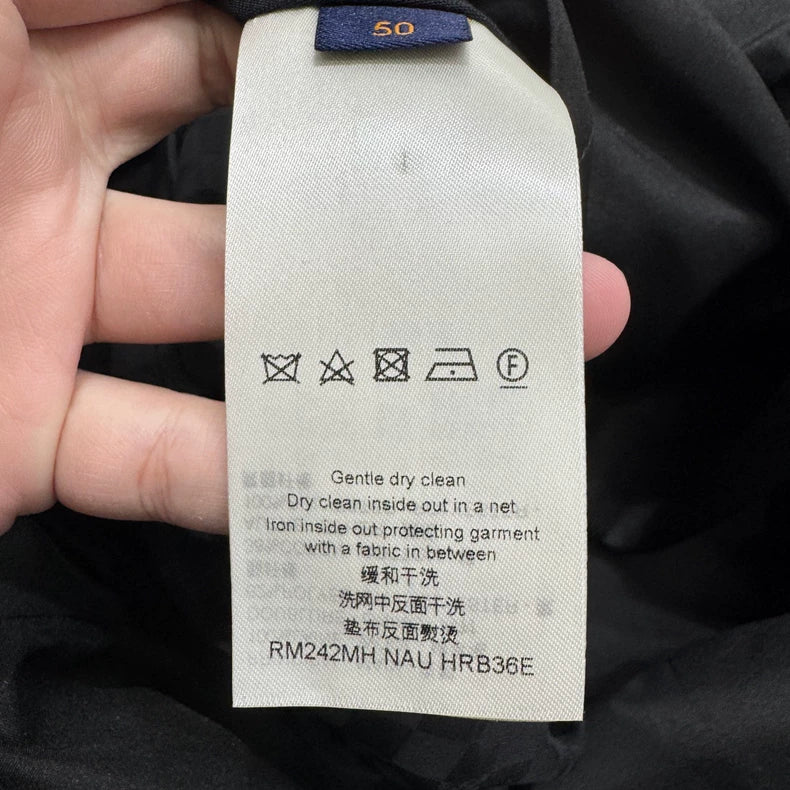 50
F
Gentle dry clean
Dry clean inside out in a net
Iron inside out protecting garment
with a fabric in between
缓和干洗
洗网中反面干洗
垫布反面熨烫
RM242MH NAU HRB36E